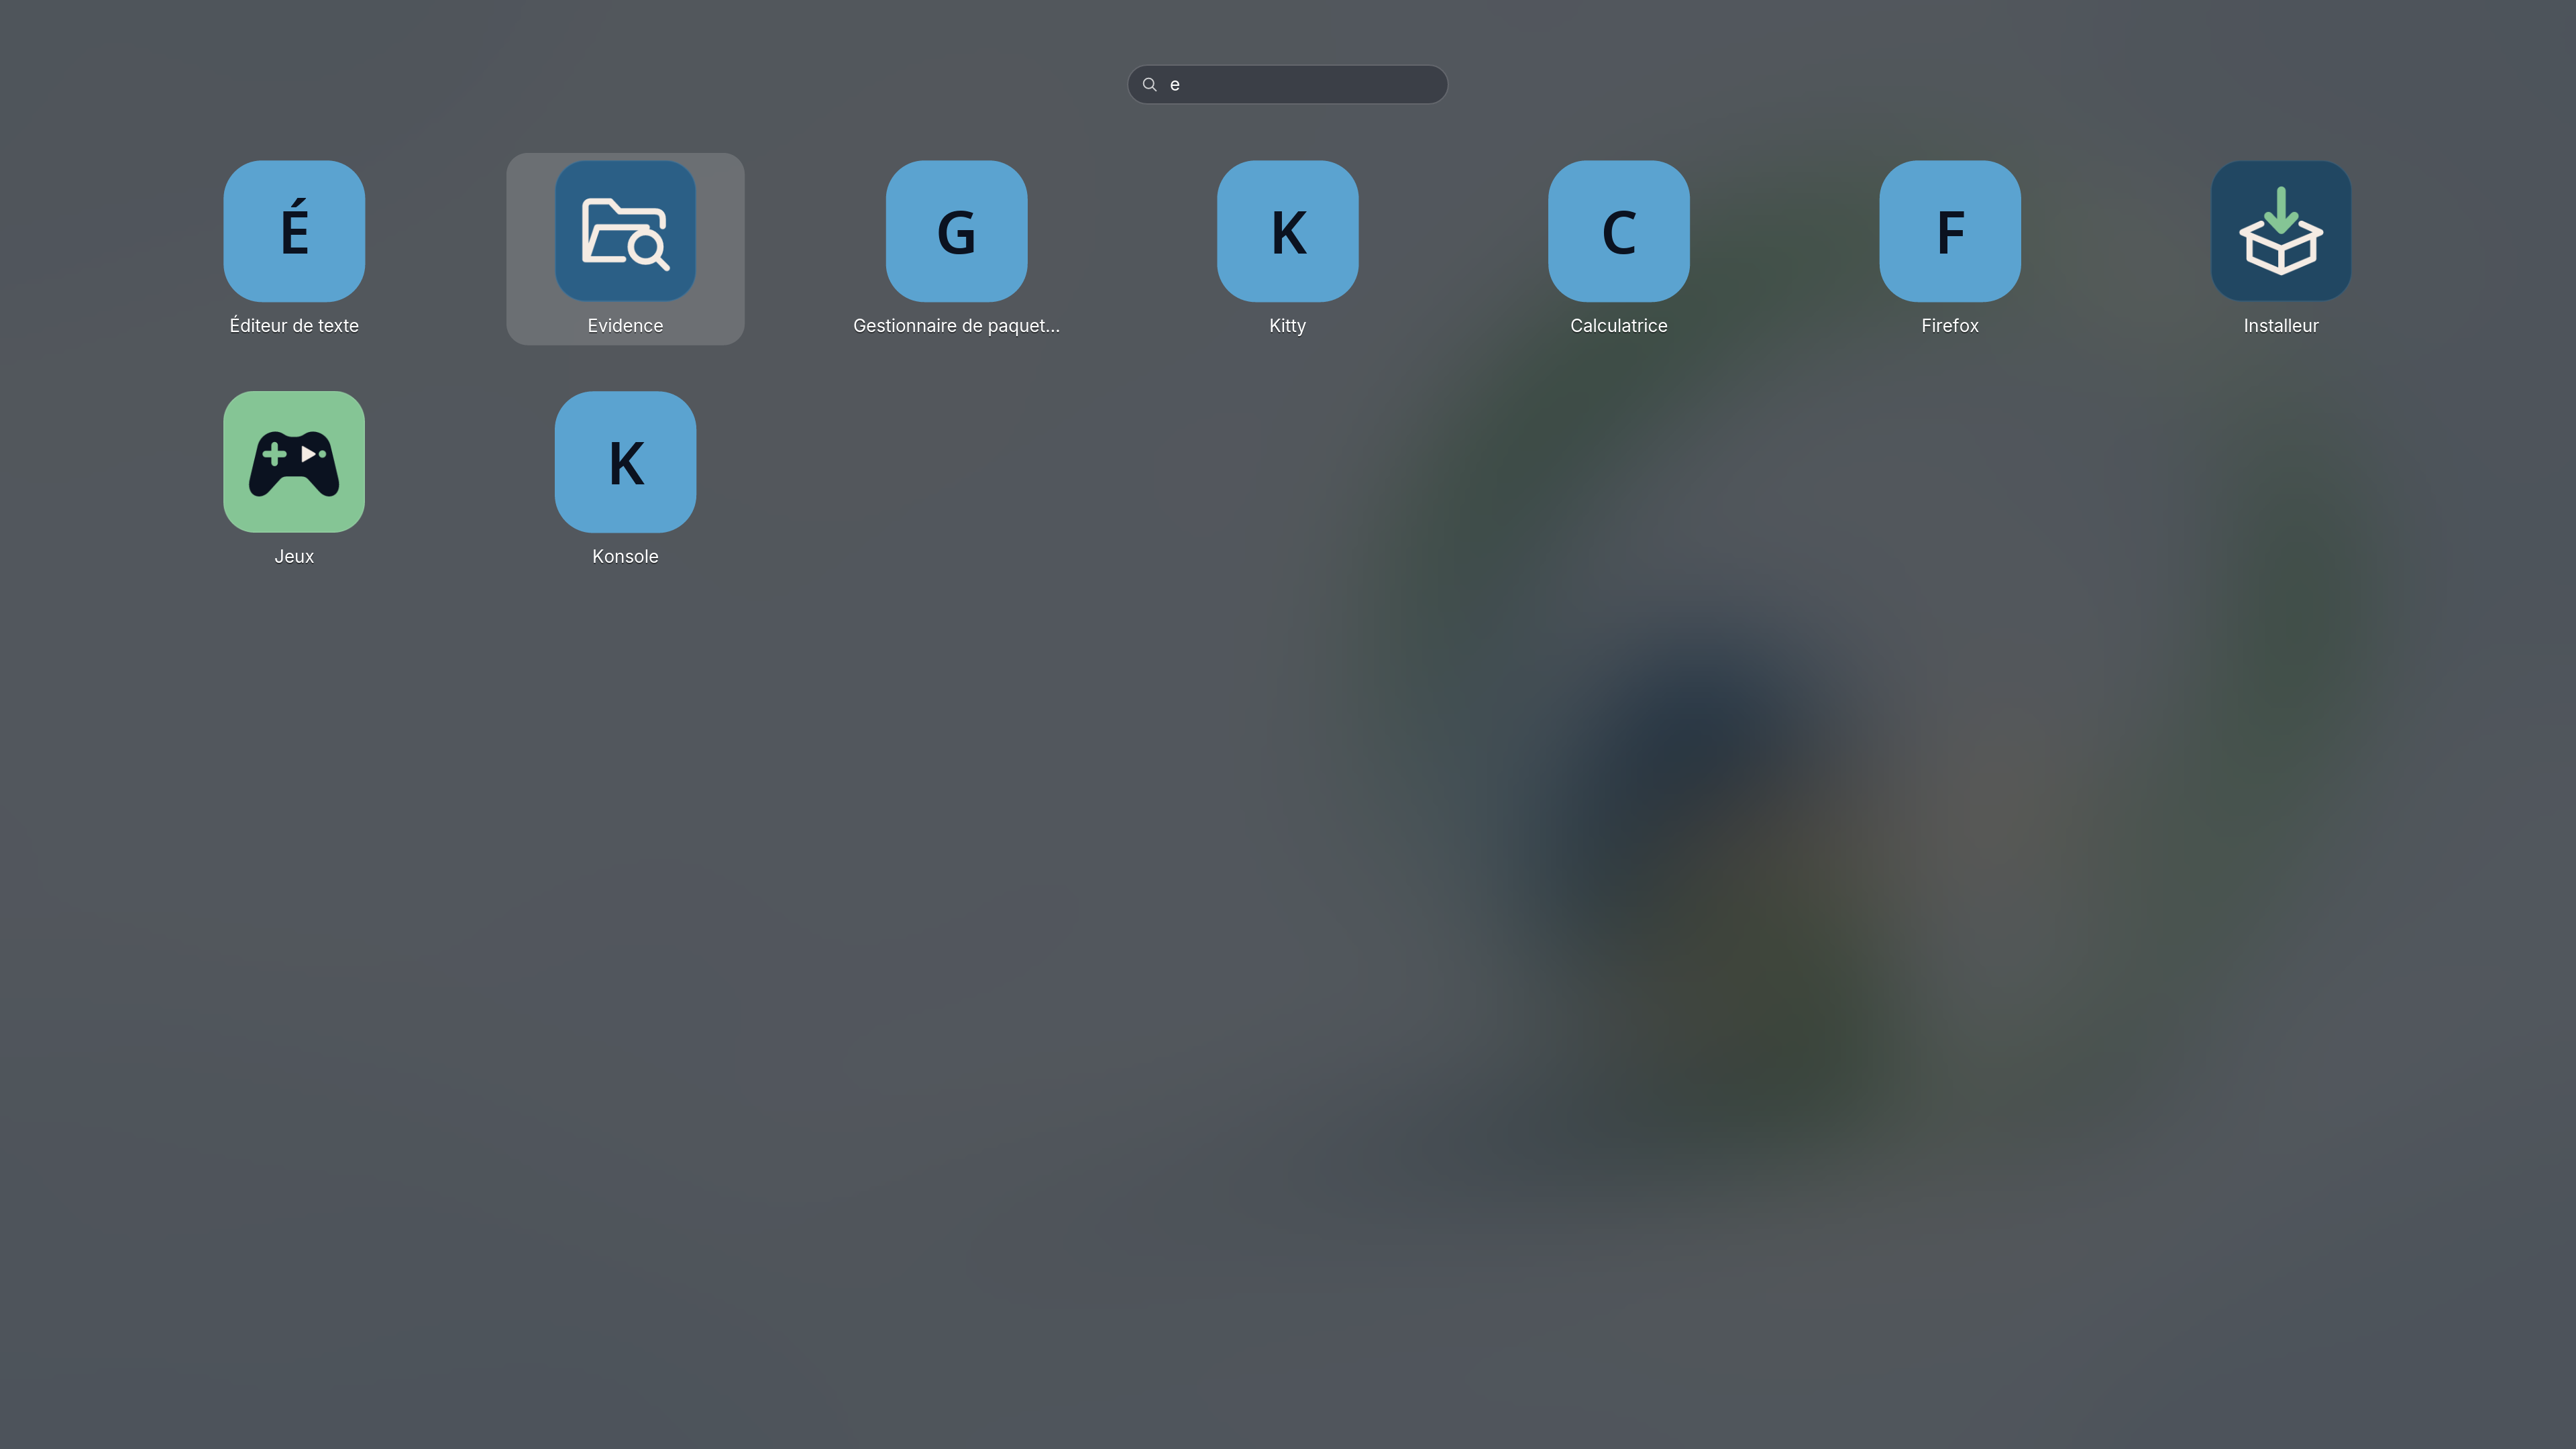 e
É
G
K
C
F
Éditeur de texte
Evidence
Gestionnaire de paquet...
Kitty
Calculatrice
Firefox
Installeur
K
Jeux
Konsole